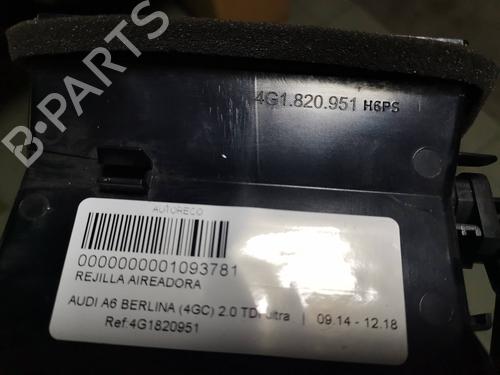 4G1.820.951 H6PS
B-PARTS
AUTORECO
0000000001093781
REJILLA AIREADORA
AUDI A6 BERLINA (4GC) 2.0 TDI ultra | 09.14 - 12.18
Ref:4G1820951